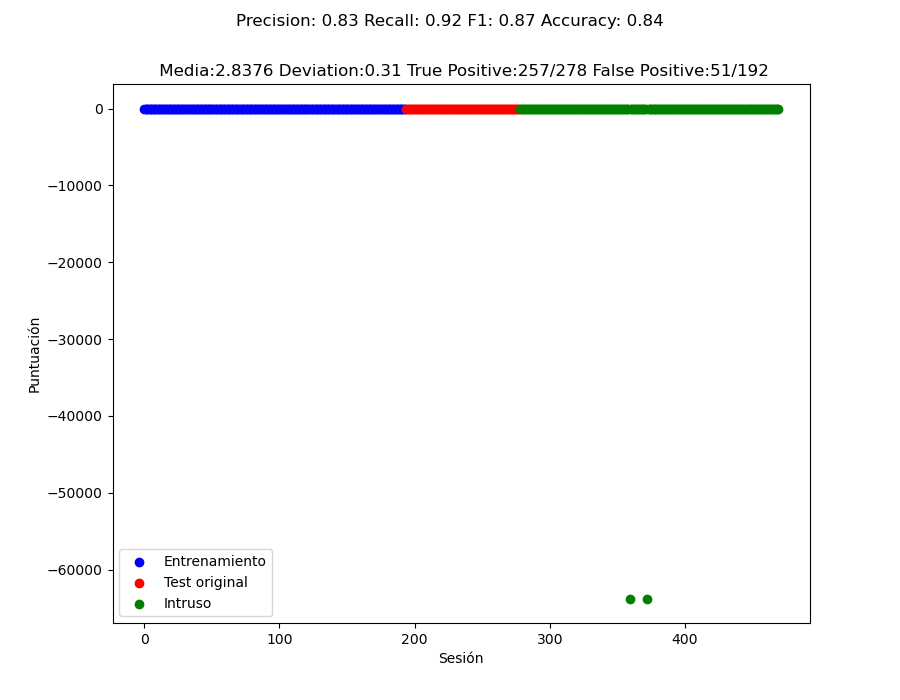 Precision: 0.83 Recall: 0.92 F1: 0.87 Accuracy: 0.84
Media:2.8376 Deviation:0.31 True Positive:257/278 False Positive:51/192
0
−10000
−20000
−30000
−40000
−50000
−60000
Puntuación
Entrenamiento
Test original
Intruso
0 100 200 300 400
Sesión